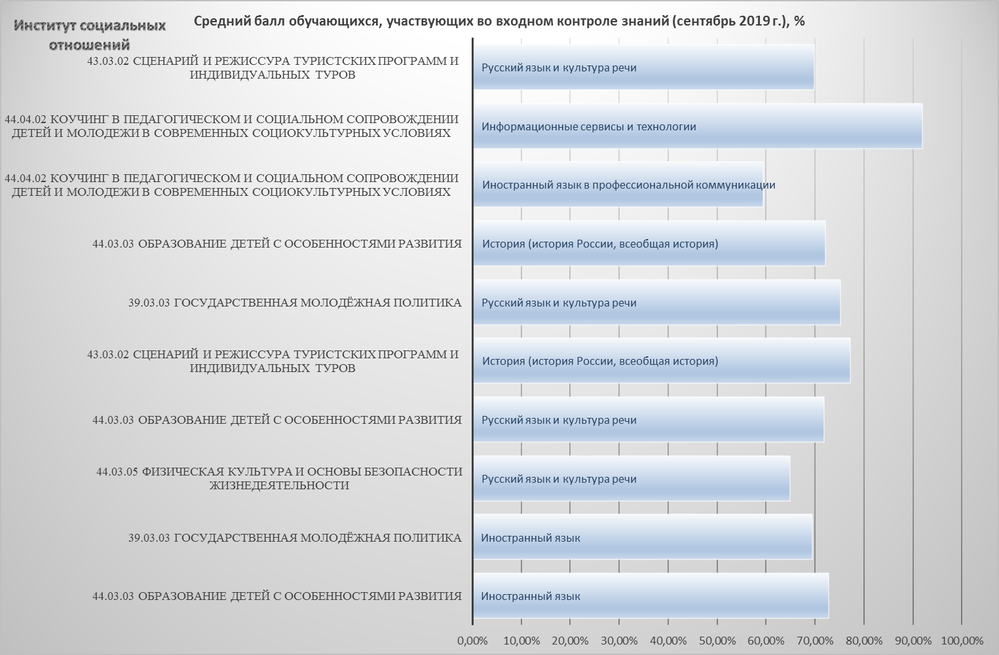 Институт социальных
отношений
Средний балл обучающихся, участвующих во входном контроле знаний (сентябрь 2019 г.), %
43.03.02 СЦЕНАРИЙ И РЕЖИССУРА ТУРИСТСКИХ ПРОГРАММ И
ИНДИВИДУАЛЬНЫХ ТУРОВ
Русский язык и культура речи
44.04.02 КОУЧИНГ В ПЕДАГОГИЧЕСКОМ И СОЦИАЛЬНОМ СОПРОВОЖДЕНИИ
ДЕТЕЙ И МОЛОДЕЖИ В СОВРЕМЕННЫХ СОЦИОКУЛЬТУРНЫХ УСЛОВИЯХ
Информационные сервисы и технологии
44.04.02 КОУЧИНГ В ПЕДАГОГИЧЕСКОМ И СОЦИАЛЬНОМ СОПРОВОЖДЕНИИ
ДЕТЕЙ И МОЛОДЕЖИ В СОВРЕМЕННЫХ СОЦИОКУЛЬТУРНЫХ УСЛОВИЯХ
Иностранный язык в профессиональной коммуникации
44.03.03 ОБРАЗОВАНИЕ ДЕТЕЙ С ОСОБЕННОСТЯМИ РАЗВИТИЯ
История (история России, всеобщая история)
39.03.03 ГОСУДАРСТВЕННАЯ МОЛОДЁЖНАЯ ПОЛИТИКА
Русский язык и культура речи
43.03.02 СЦЕНАРИЙ И РЕЖИССУРА ТУРИСТСКИХ ПРОГРАММ И
ИНДИВИДУАЛЬНЫХ ТУРОВ
История (история России, всеобщая история)
44.03.03 ОБРАЗОВАНИЕ ДЕТЕЙ С ОСОБЕННОСТЯМИ РАЗВИТИЯ
Русский язык и культура речи
44.03.05 ФИЗИЧЕСКАЯ КУЛЬТУРА И ОСНОВЫ БЕЗОПАСНОСТИ
ЖИЗНЕДЕЯТЕЛЬНОСТИ
Русский язык и культура речи
39.03.03 ГОСУДАРСТВЕННАЯ МОЛОДЁЖНАЯ ПОЛИТИКА
Иностранный язык
44.03.03 ОБРАЗОВАНИЕ ДЕТЕЙ С ОСОБЕННОСТЯМИ РАЗВИТИЯ
Иностранный язык
0,00% 10,00% 20,00% 30,00% 40,00% 50,00% 60,00% 70,00% 80,00% 90,00% 100,00%